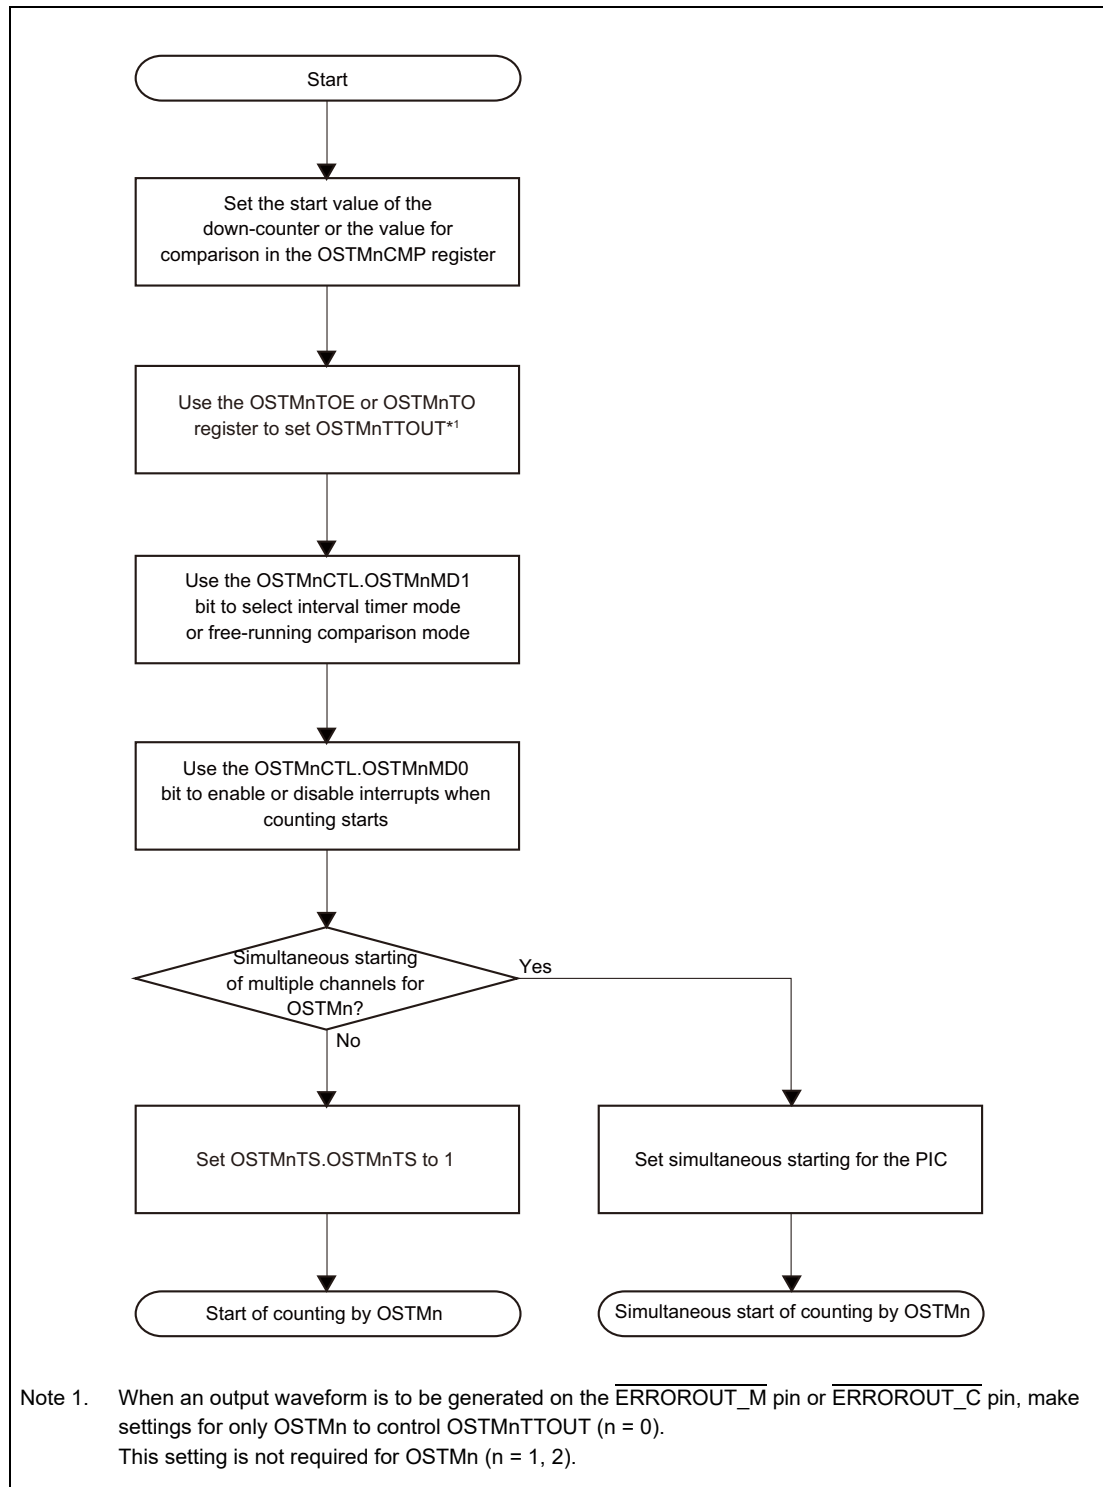 Start
Set the start value of the
down-counter or the value for
comparison in the OSTMnCMP register
Use the OSTMnTOE or OSTMnTO
register to set OSTMnTTOUT*1
Use the OSTMnCTL.OSTMnMD1
bit to select interval timer mode
or free-running comparison mode
Use the OSTMnCTL.OSTMnMD0
bit to enable or disable interrupts when
counting starts
Simultaneous starting
of multiple channels for
OSTMn?
Yes
No
Set OSTMnTS.OSTMnTS to 1
Set simultaneous starting for the PIC
Start of counting by OSTMn
Simultaneous start of counting by OSTMn
Note 1. When an output waveform is to be generated on the ERROROUT_M pin or ERROROUT_C pin, make
settings for only OSTMn to control OSTMnTTOUT (n = 0).
This setting is not required for OSTMn (n = 1, 2).